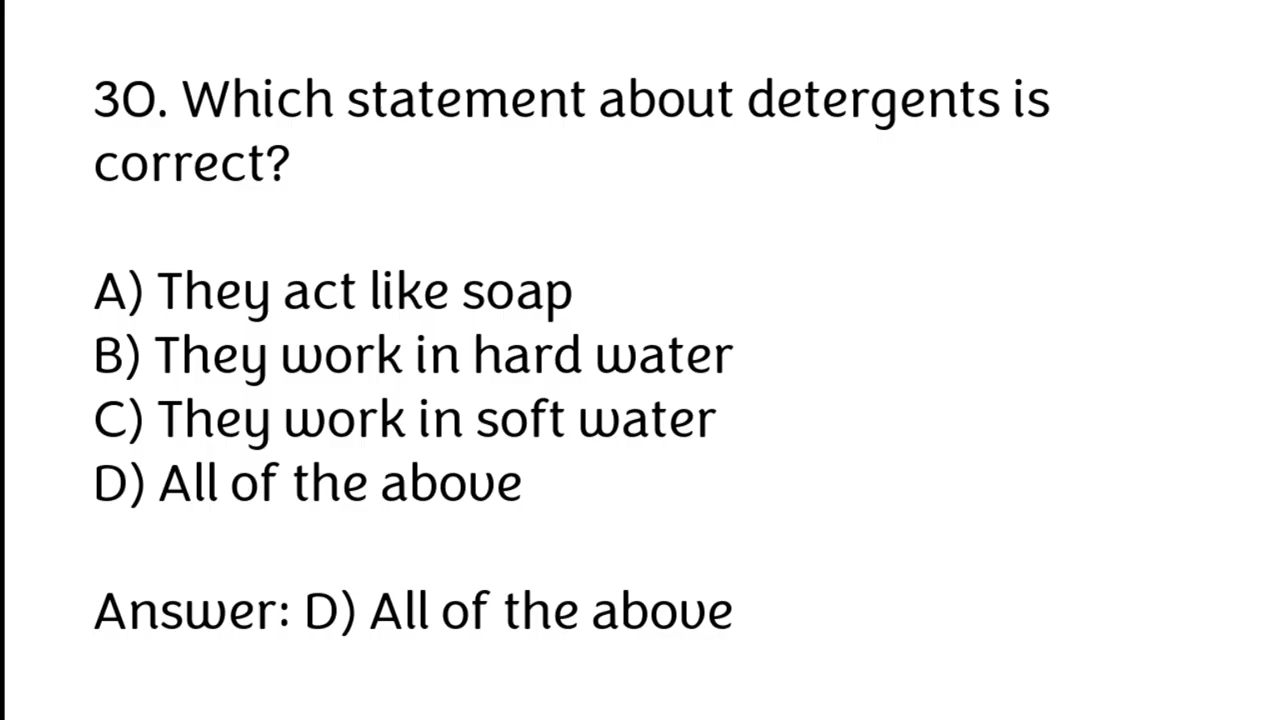 30. Which statement about detergents is
correct?
A) They act like soap
B) They work in hard water
C) They work in soft water
D) All of the above
Answer: D) All of the above